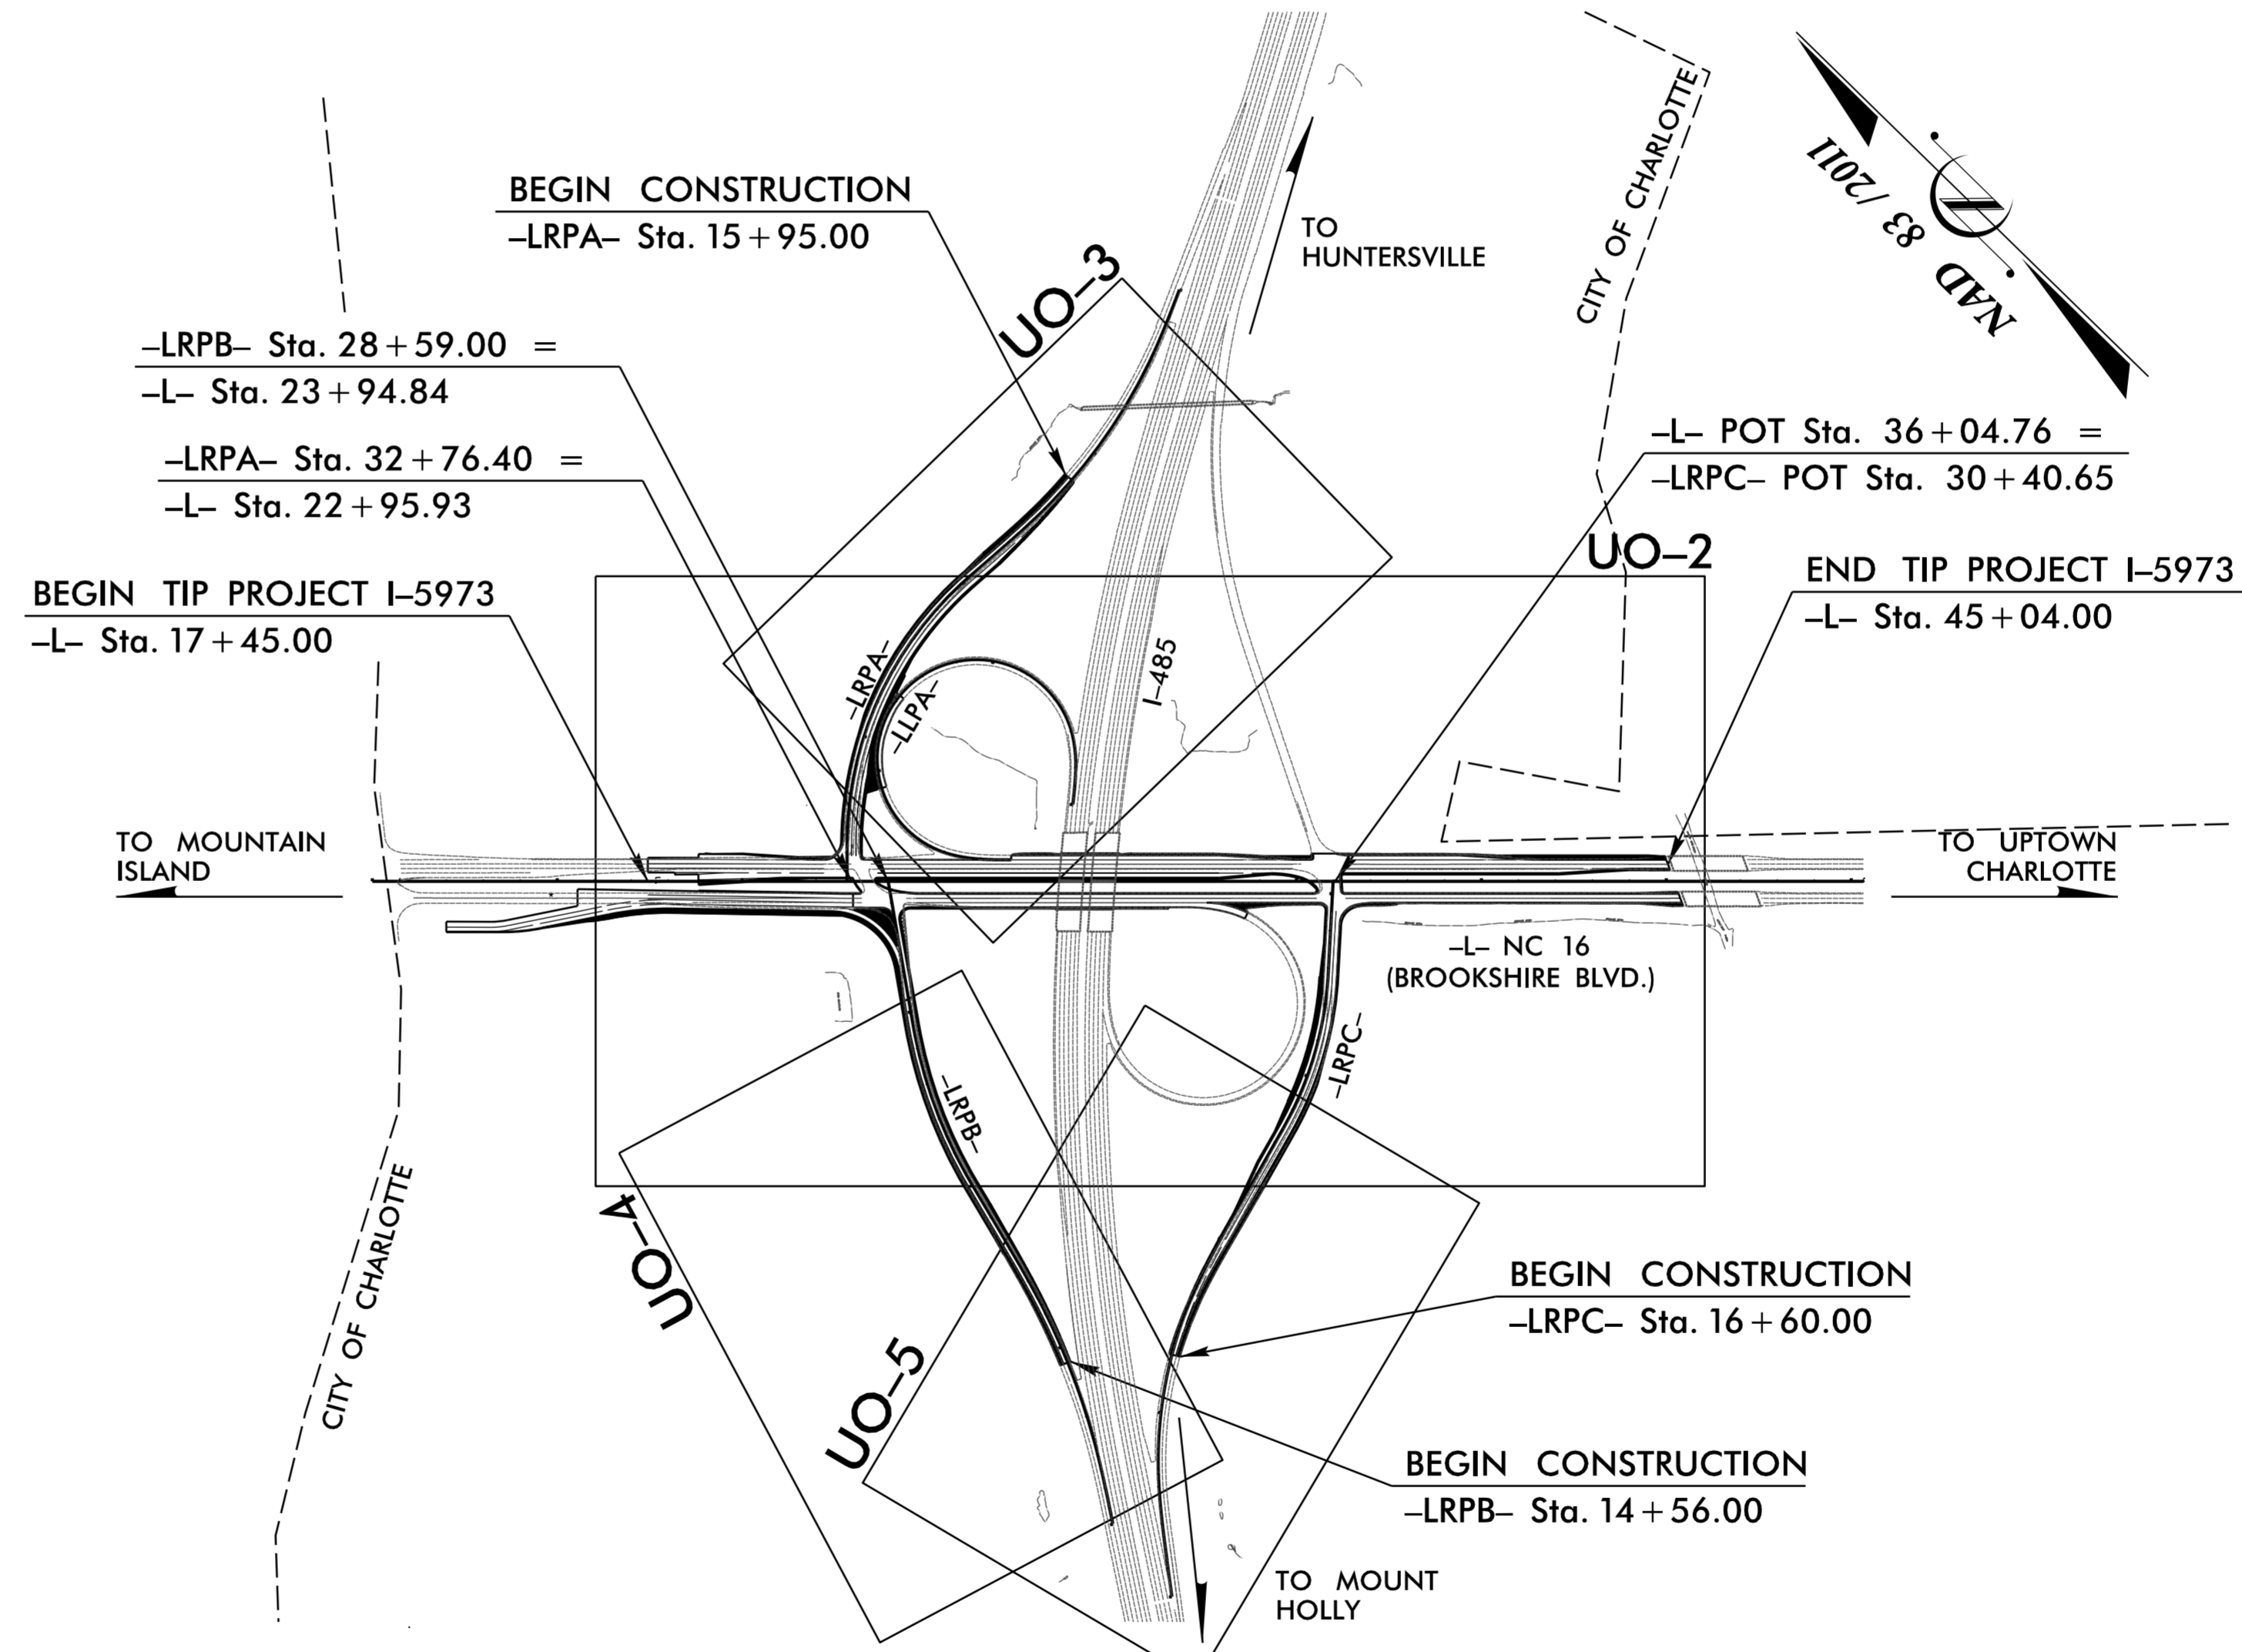 CITY OF CHARLOTTE
NAD 83 / 2011
BEGIN CONSTRUCTION
–LRPA– Sta. 15+95.00
TO
HUNTERSVILLE
UO–3
–LRPB– Sta. 28+59.00 =
–L– Sta. 23+94.84
–LRPA– Sta. 32+76.40 =
–L– Sta. 22+95.93
–L– POT Sta. 36+04.76 =
–LRPC– POT Sta. 30+40.65
UO–2
BEGIN TIP PROJECT I–5973
–L– Sta. 17+45.00
END TIP PROJECT I–5973
–L– Sta. 45+04.00
–LRPA–
–LLPA–
I–485
TO MOUNTAIN
ISLAND
TO UPTOWN
CHARLOTTE
–L– NC 16
(BROOKSHIRE BLVD.)
–LRPB–
–LRPC–
CITY OF CHARLOTTE
UO–4
UO–5
BEGIN CONSTRUCTION
–LRPC– Sta. 16+60.00
BEGIN CONSTRUCTION
–LRPB– Sta. 14+56.00
TO MOUNT
HOLLY